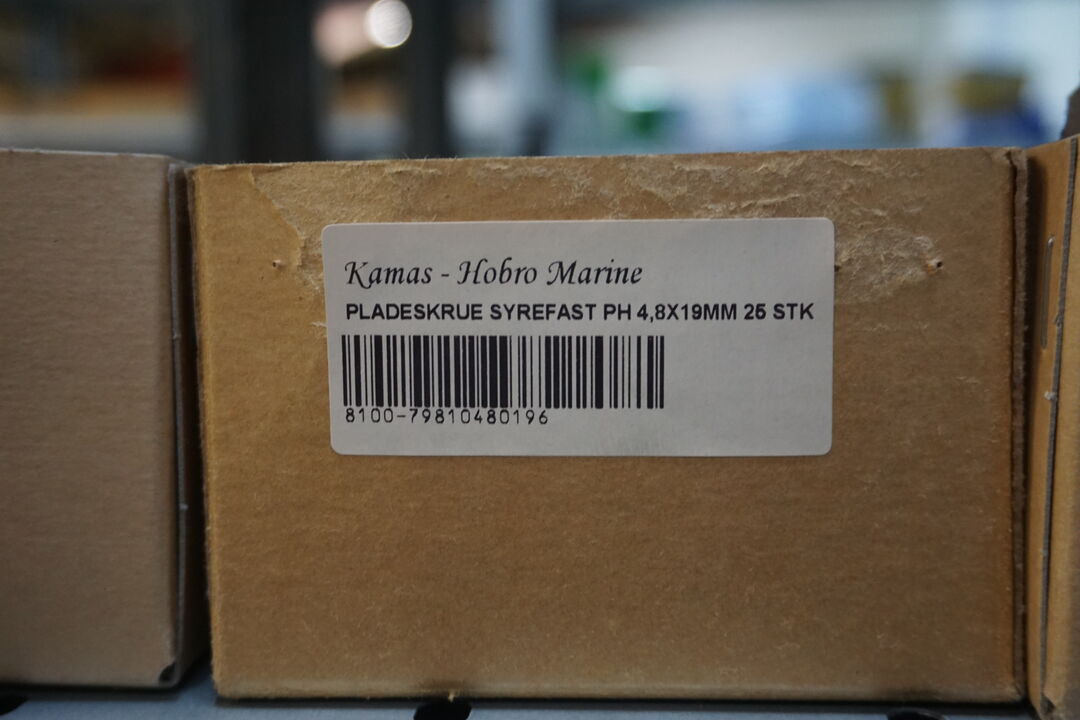 Kamas - Hobro Marine
PLADESKRUE SYREFAST PH 4,8X19MM 25 STK
8100-79810480196